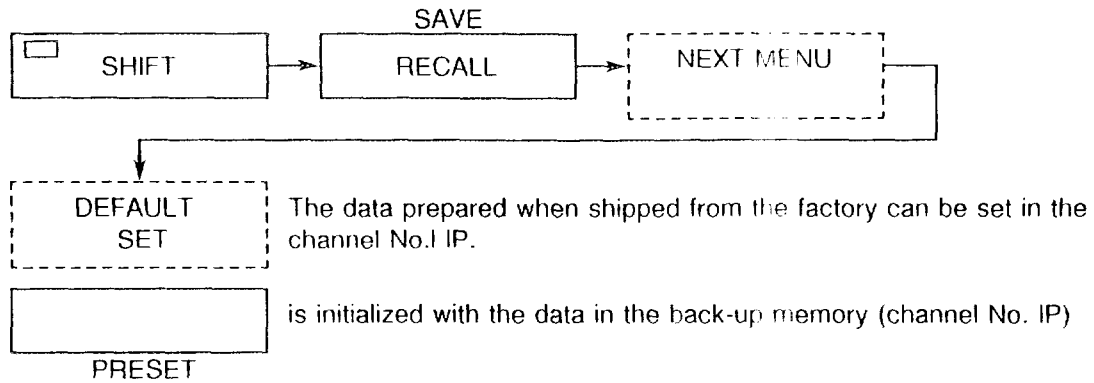 SAVE
SHIFT
RECALL
NEXT MENU
DEFAULT
SET
The data prepared when shipped from the factory can be set in the
channel No.I IP.
is initialized with the data in the back-up memory (channel No. IP)
PRESET